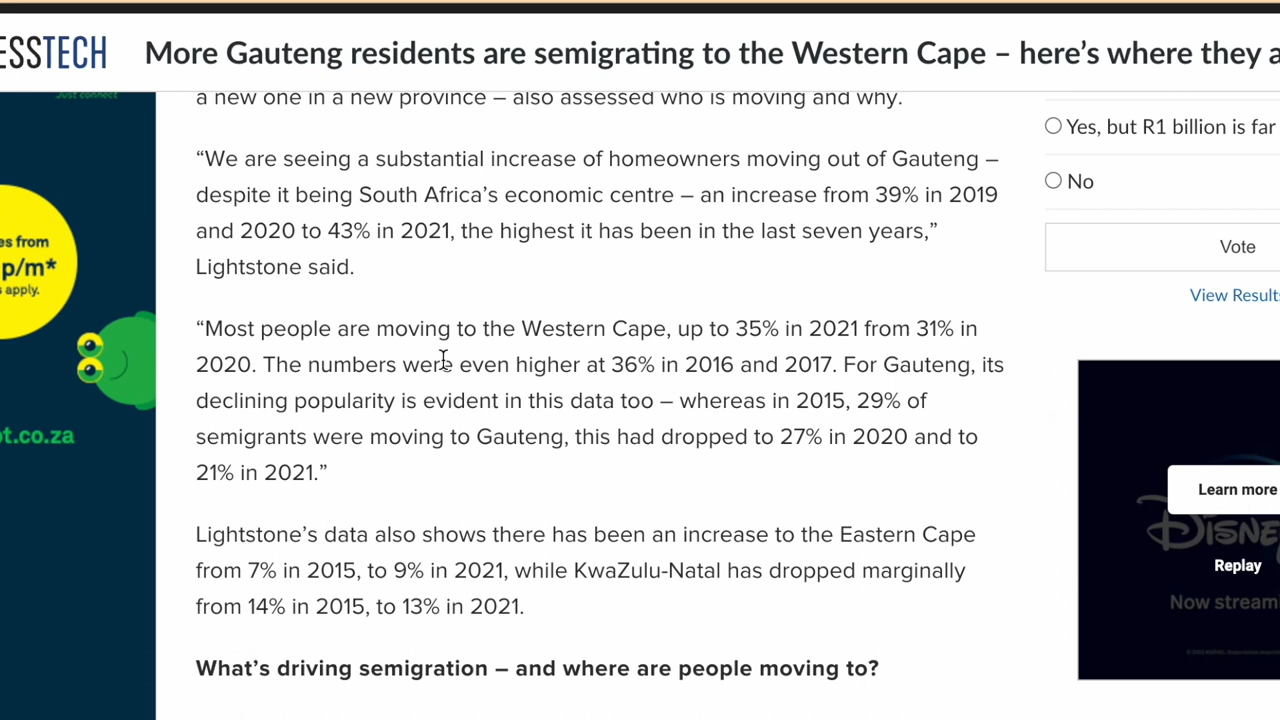 ESSTECH
More Gauteng residents are semigrating to the Western Cape – here’s where they a
Just connect
a new one in a new province – also assessed who is moving and why.
“We are seeing a substantial increase of homeowners moving out of Gauteng –
despite it being South Africa’s economic centre – an increase from 39% in 2019
and 2020 to 43% in 2021, the highest it has been in the last seven years,”
Lightstone said.
“Most people are moving to the Western Cape, up to 35% in 2021 from 31% in
2020. The numbers were even higher at 36% in 2016 and 2017. For Gauteng, its
declining popularity is evident in this data too – whereas in 2015, 29% of
semigrants were moving to Gauteng, this had dropped to 27% in 2020 and to
21% in 2021.”
Lightstone’s data also shows there has been an increase to the Eastern Cape
from 7% in 2015, to 9% in 2021, while KwaZulu-Natal has dropped marginally
from 14% in 2015, to 13% in 2021.
What’s driving semigration – and where are people moving to?
es from
p/m*
s apply.
ot.co.za
Yes, but R1 billion is far
No
Vote
View Results
Learn more
Disne
Replay
Now stream